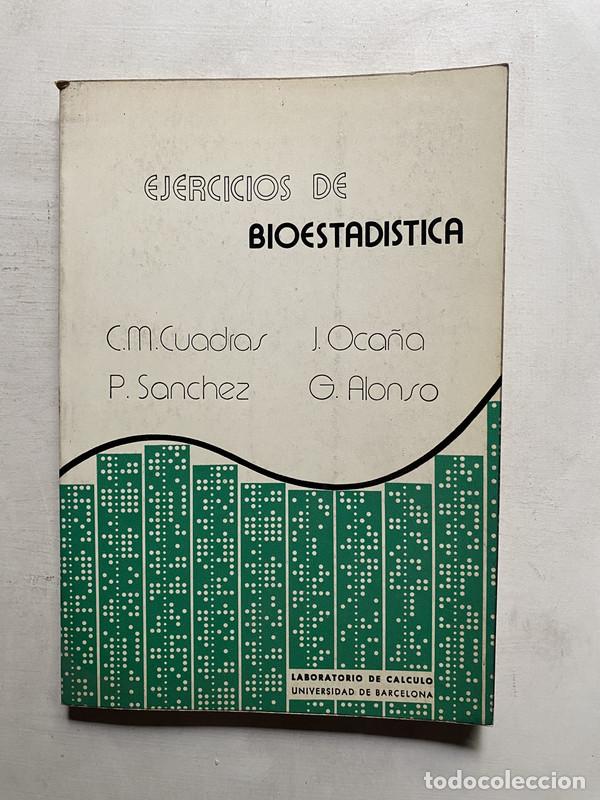 EJERCICIOS DE
BIOESTADISTICA
C.M. Cuadras J. Ocaña
P. Sanchez G. Alonso
LABORATORIO DE CALCULO
UNIVERSIDAD DE BARCELONA
todocoleccion